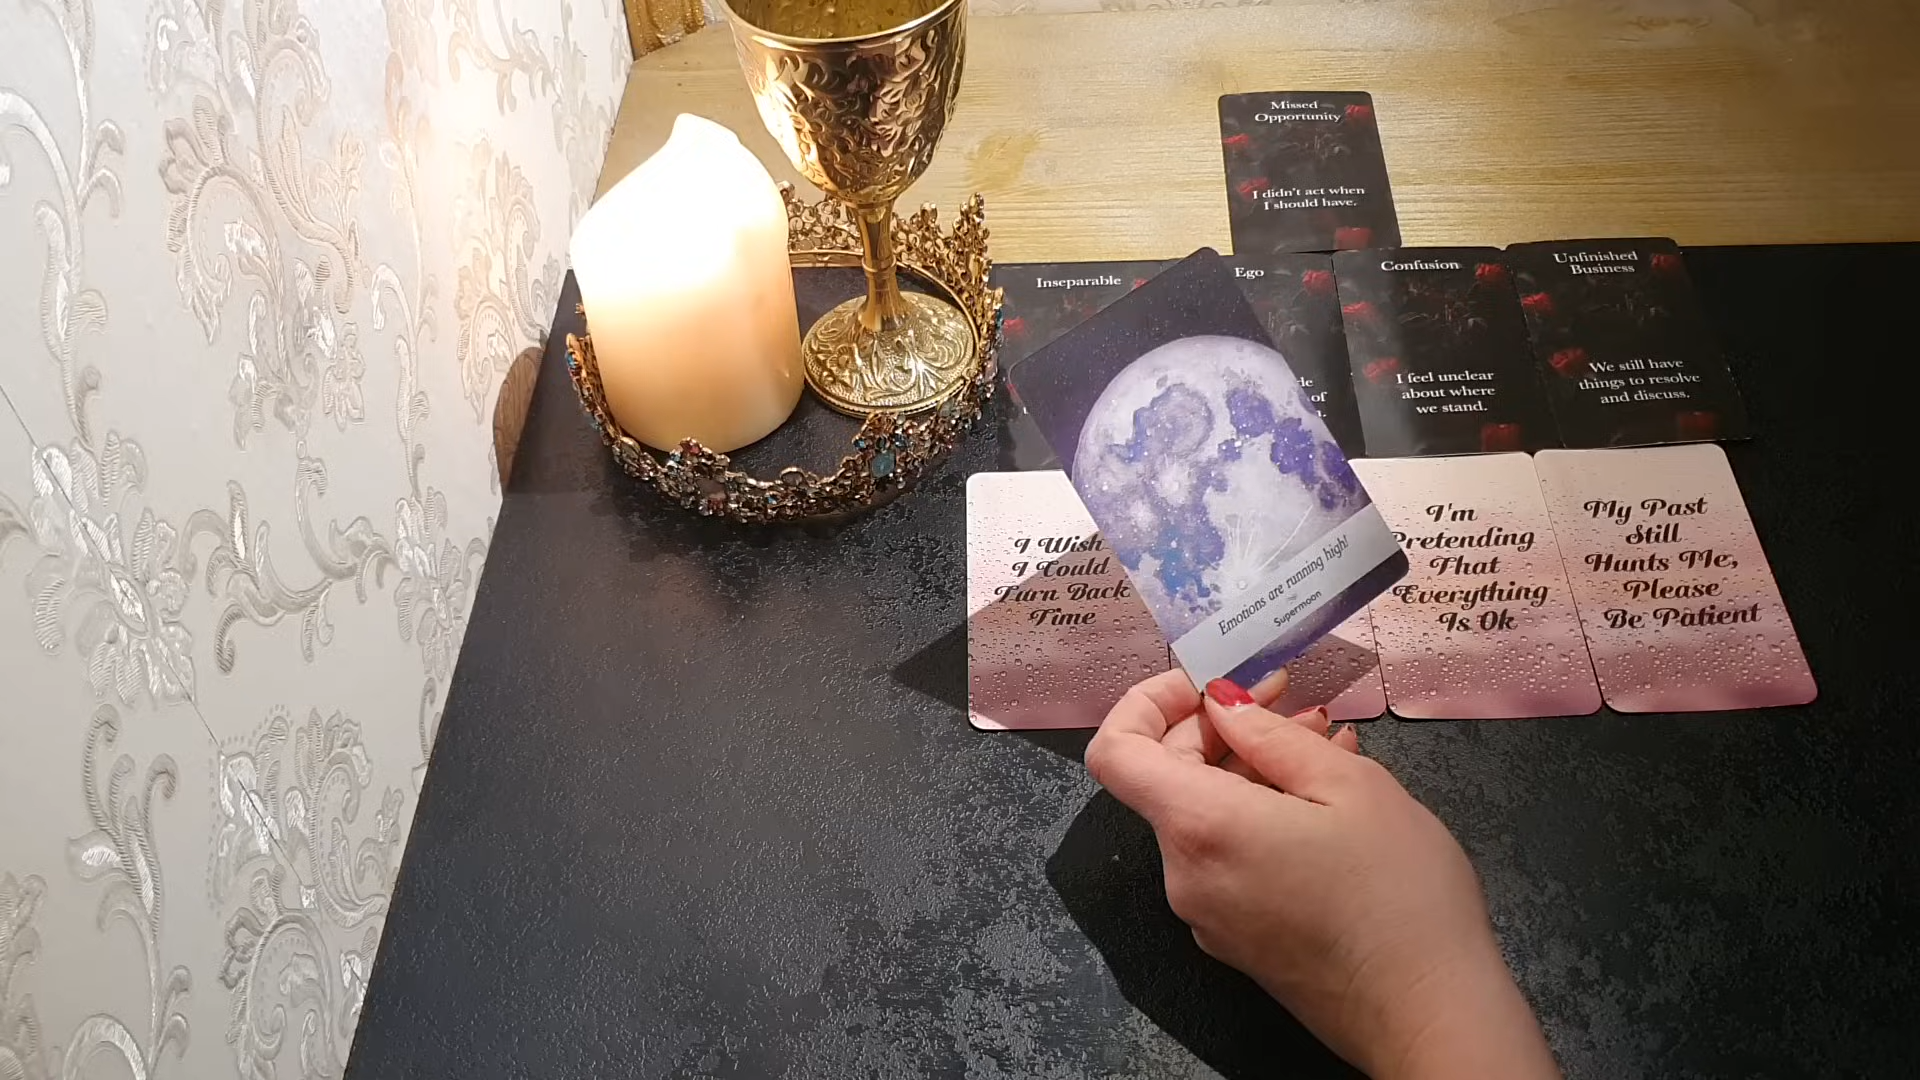 Missed
Opportunity
I didn't act when
I should have.
Inseparable
Ego
Confusion
I feel unclear
about where
we stand.
Unfinished
Business
We still have
things to resolve
and discuss.
Emotions are running high!
Supermoon
I Wish
I Could
Turn Back
Time
I'm
Pretending
That
Everything
Is Ok
My Past
Still
Hunts Me,
Please
Be Patient